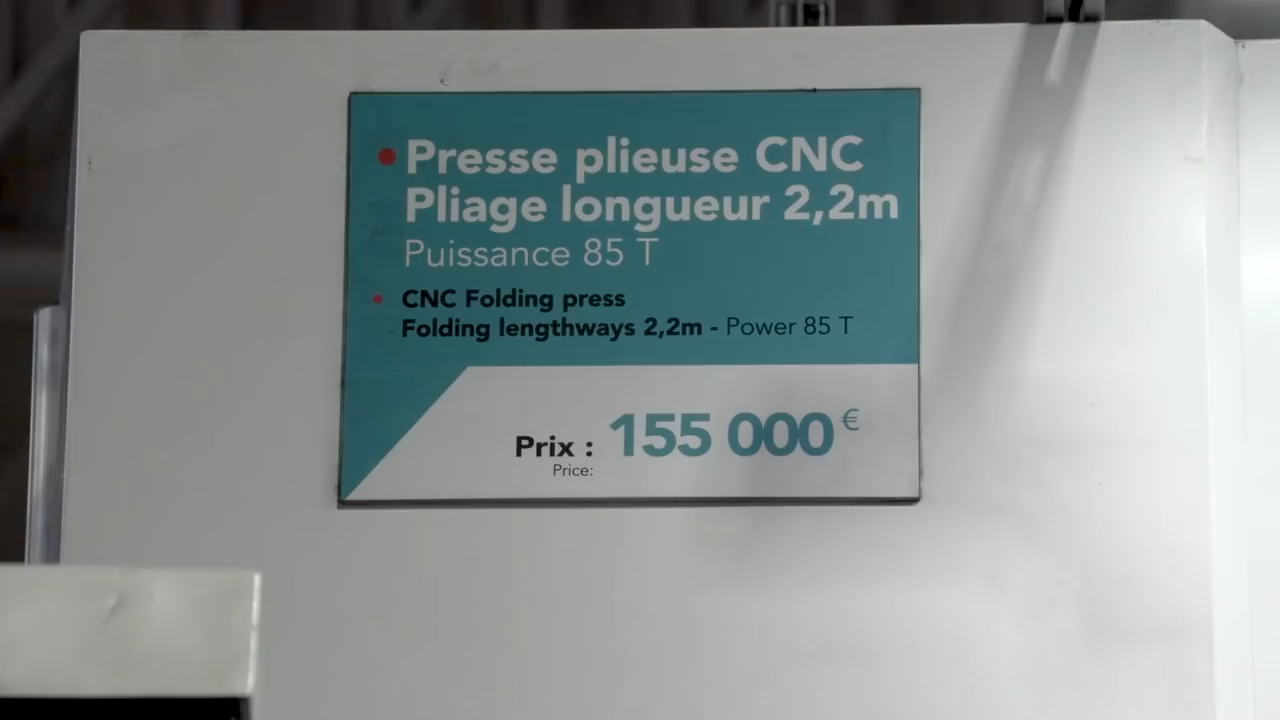 Presse plieuse CNC
Pliage longueur 2,2m
Puissance 85 T
CNC Folding press
Folding lengthways 2,2m - Power 85 T
Prix : 155 000 €
Price: